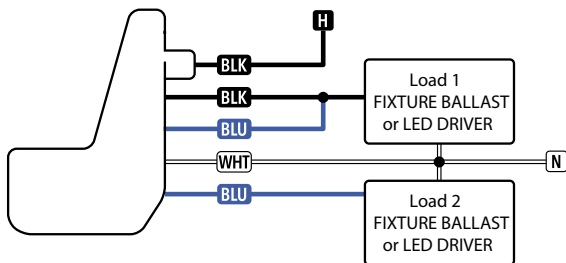 H
BLK
BLK
BLU
WHT
BLU
Load 1
FIXTURE BALLAST
or LED DRIVER
N
Load 2
FIXTURE BALLAST
or LED DRIVER